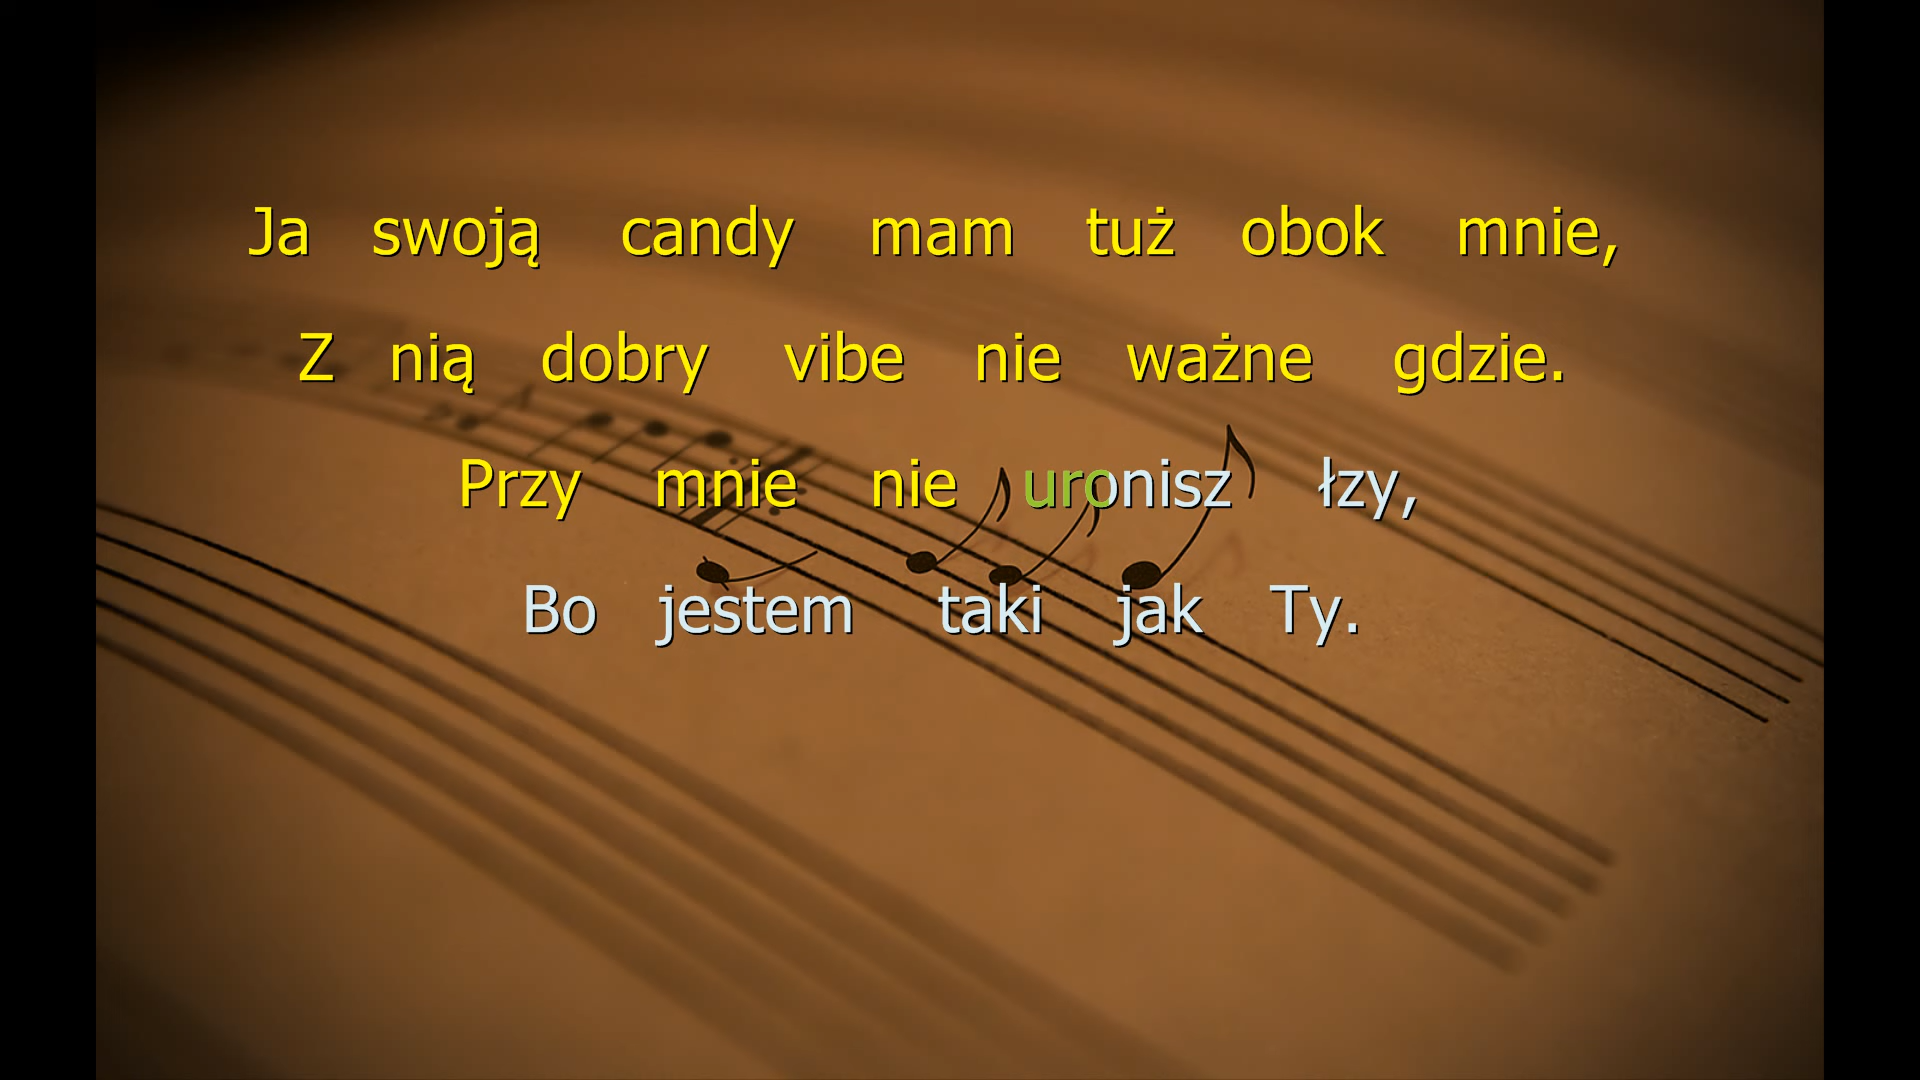 Ja swoją candy mam tuż obok mnie,
Z nią dobry vibe nie ważne gdzie.
Przy mnie nie uronisz łzy,
Bo jestem taki jak Ty.